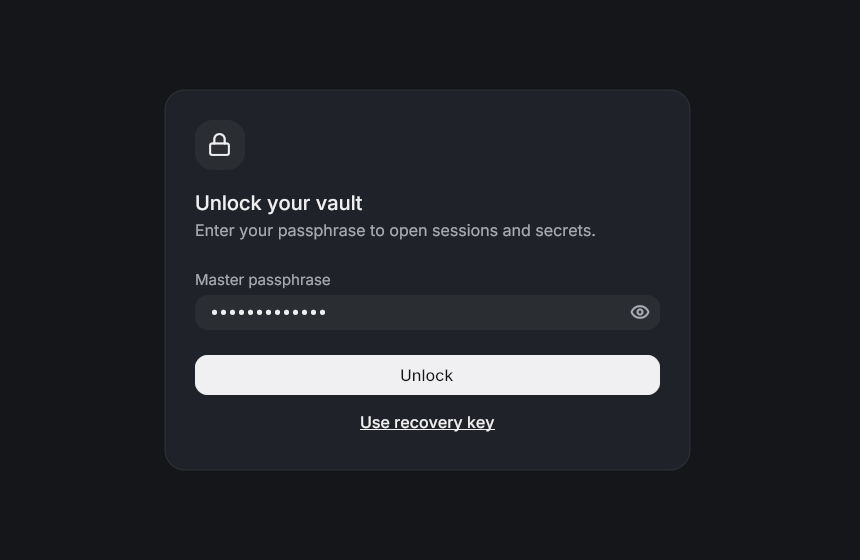 Unlock your vault
Enter your passphrase to open sessions and secrets.
Master passphrase
•••••••••••••
Unlock
Use recovery key